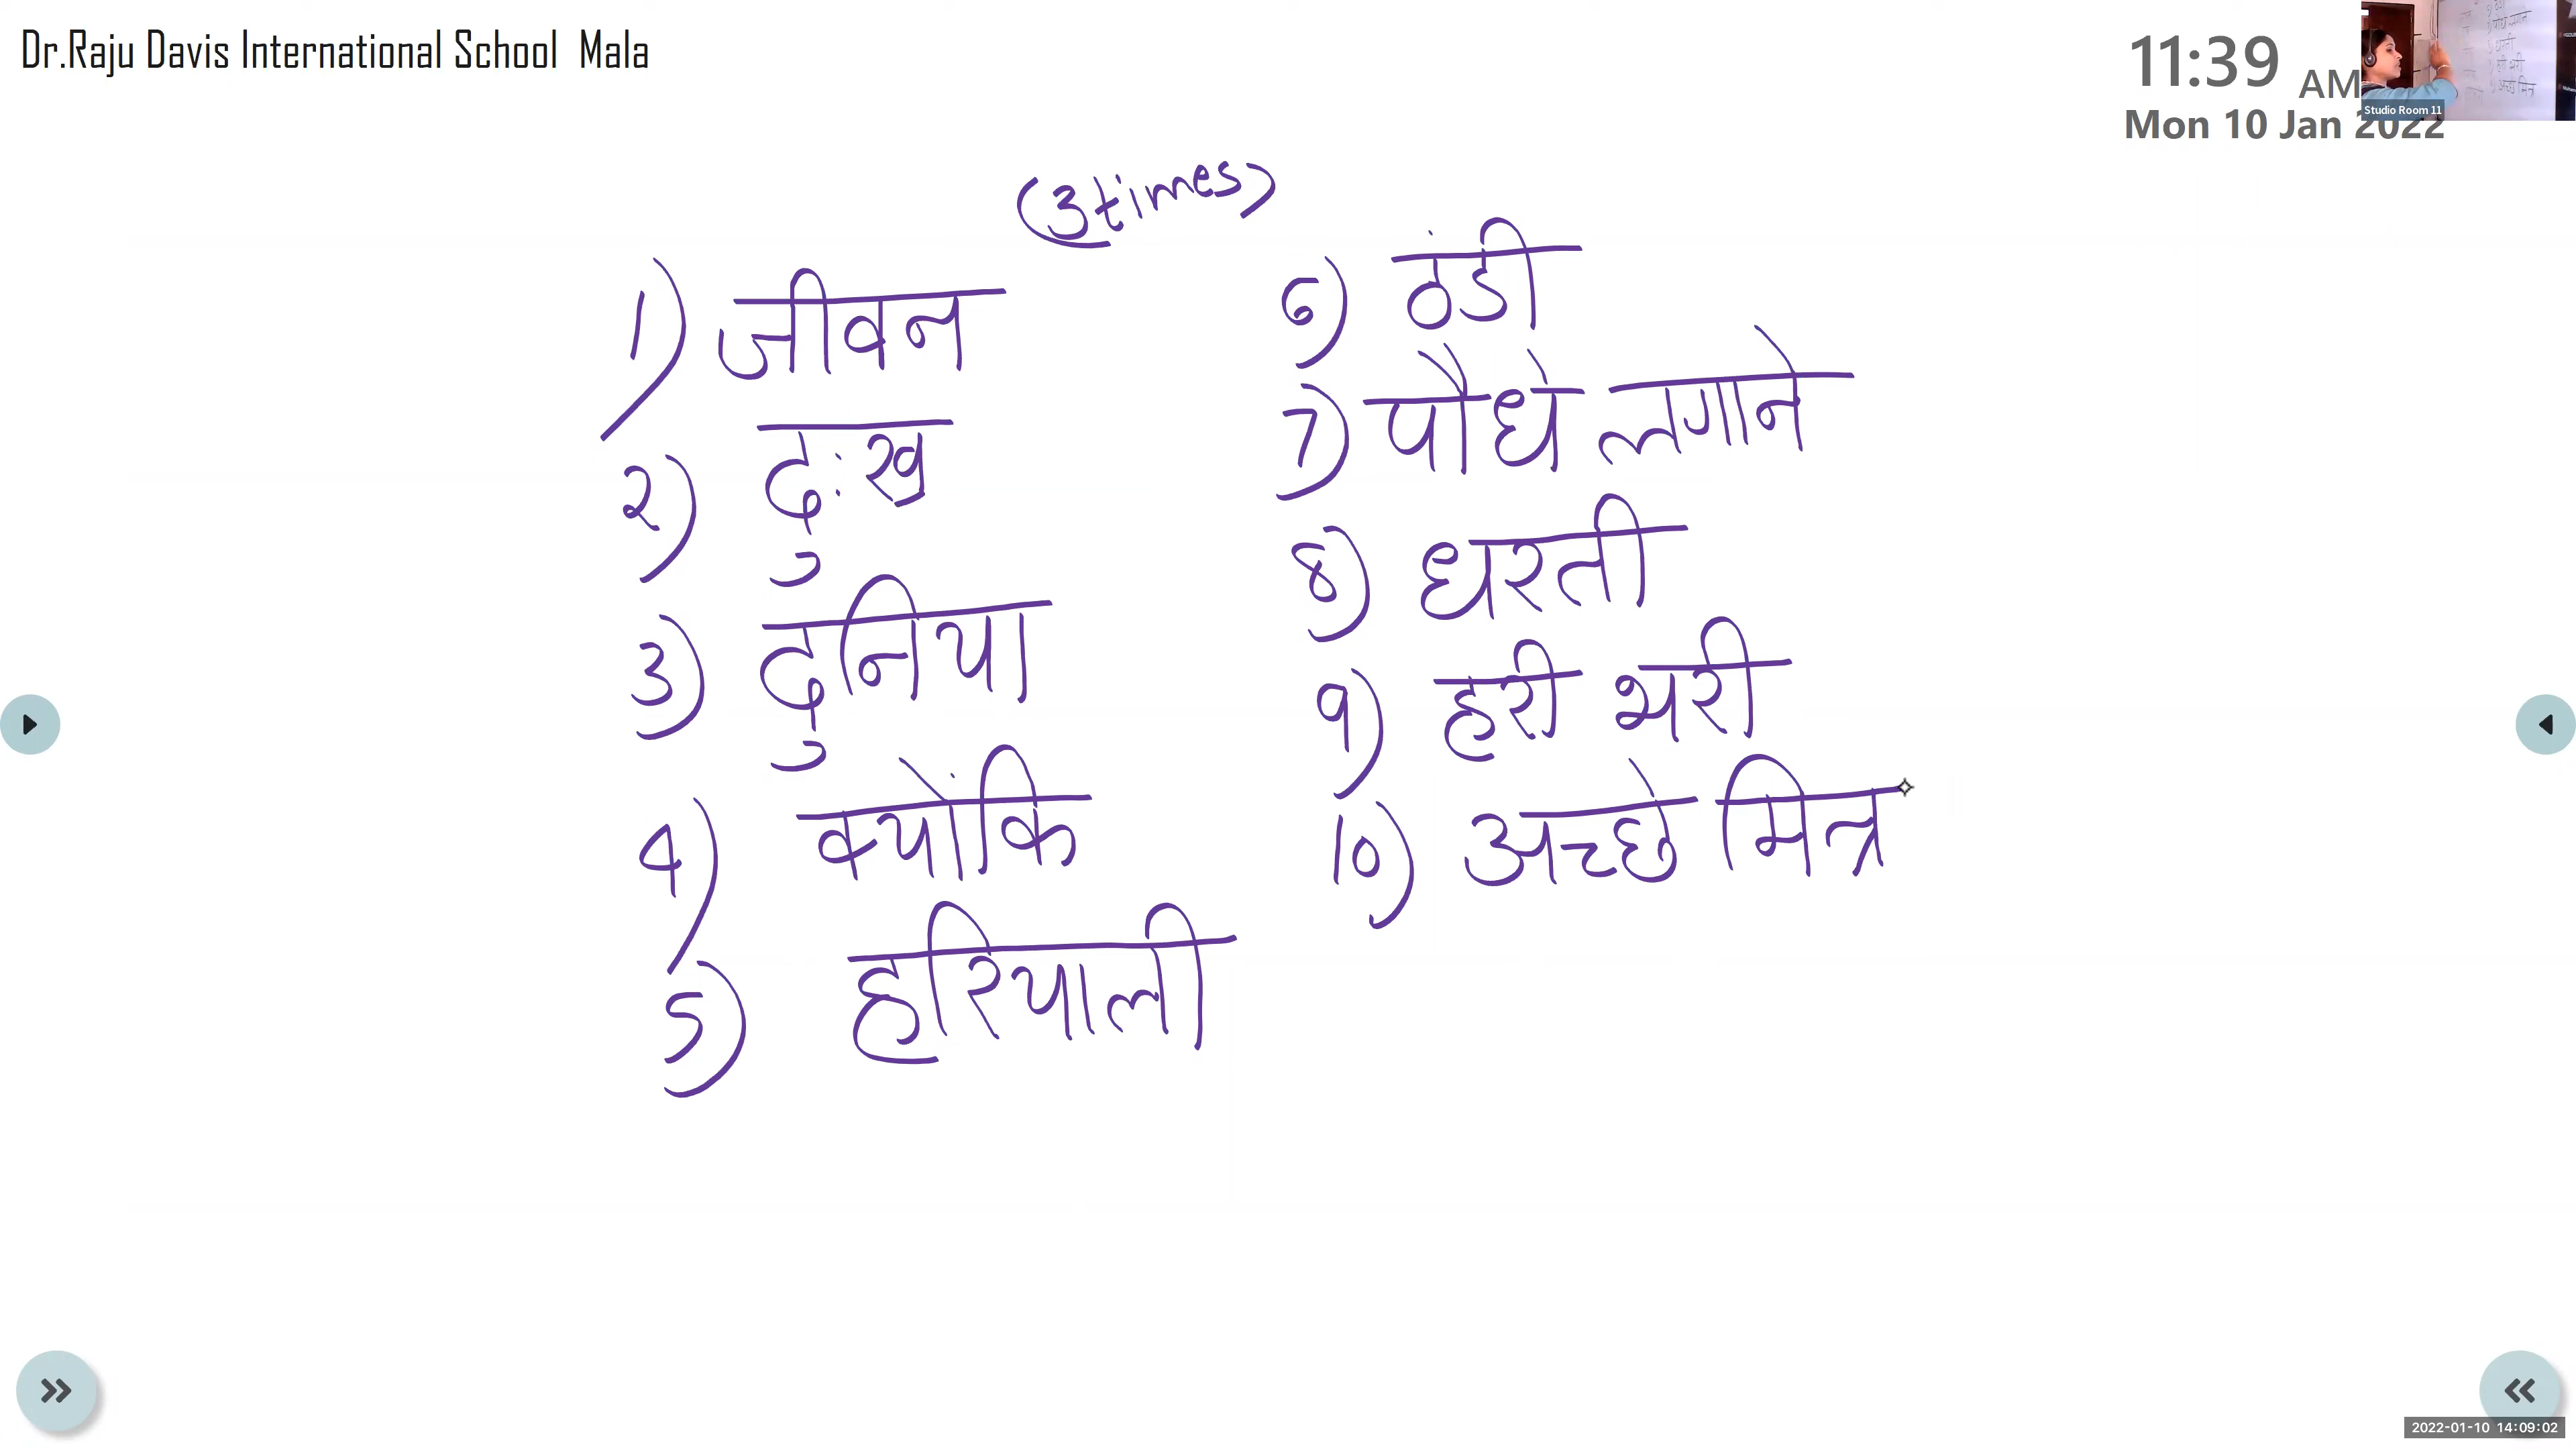 Dr.Raju Davis International School Mala
11:39 AM
Mon 10 Jan 2022
Studio Room 11
(3 times)
1) जीवन
2) दुःख
3) दुनिया
4) क्योंकि
5) हरियाली
6) ठंडी
7) पौधे लगाने
8) धरती
9) हरी भरी
10) अच्छे मित्र
2022-01-10 14:09:02